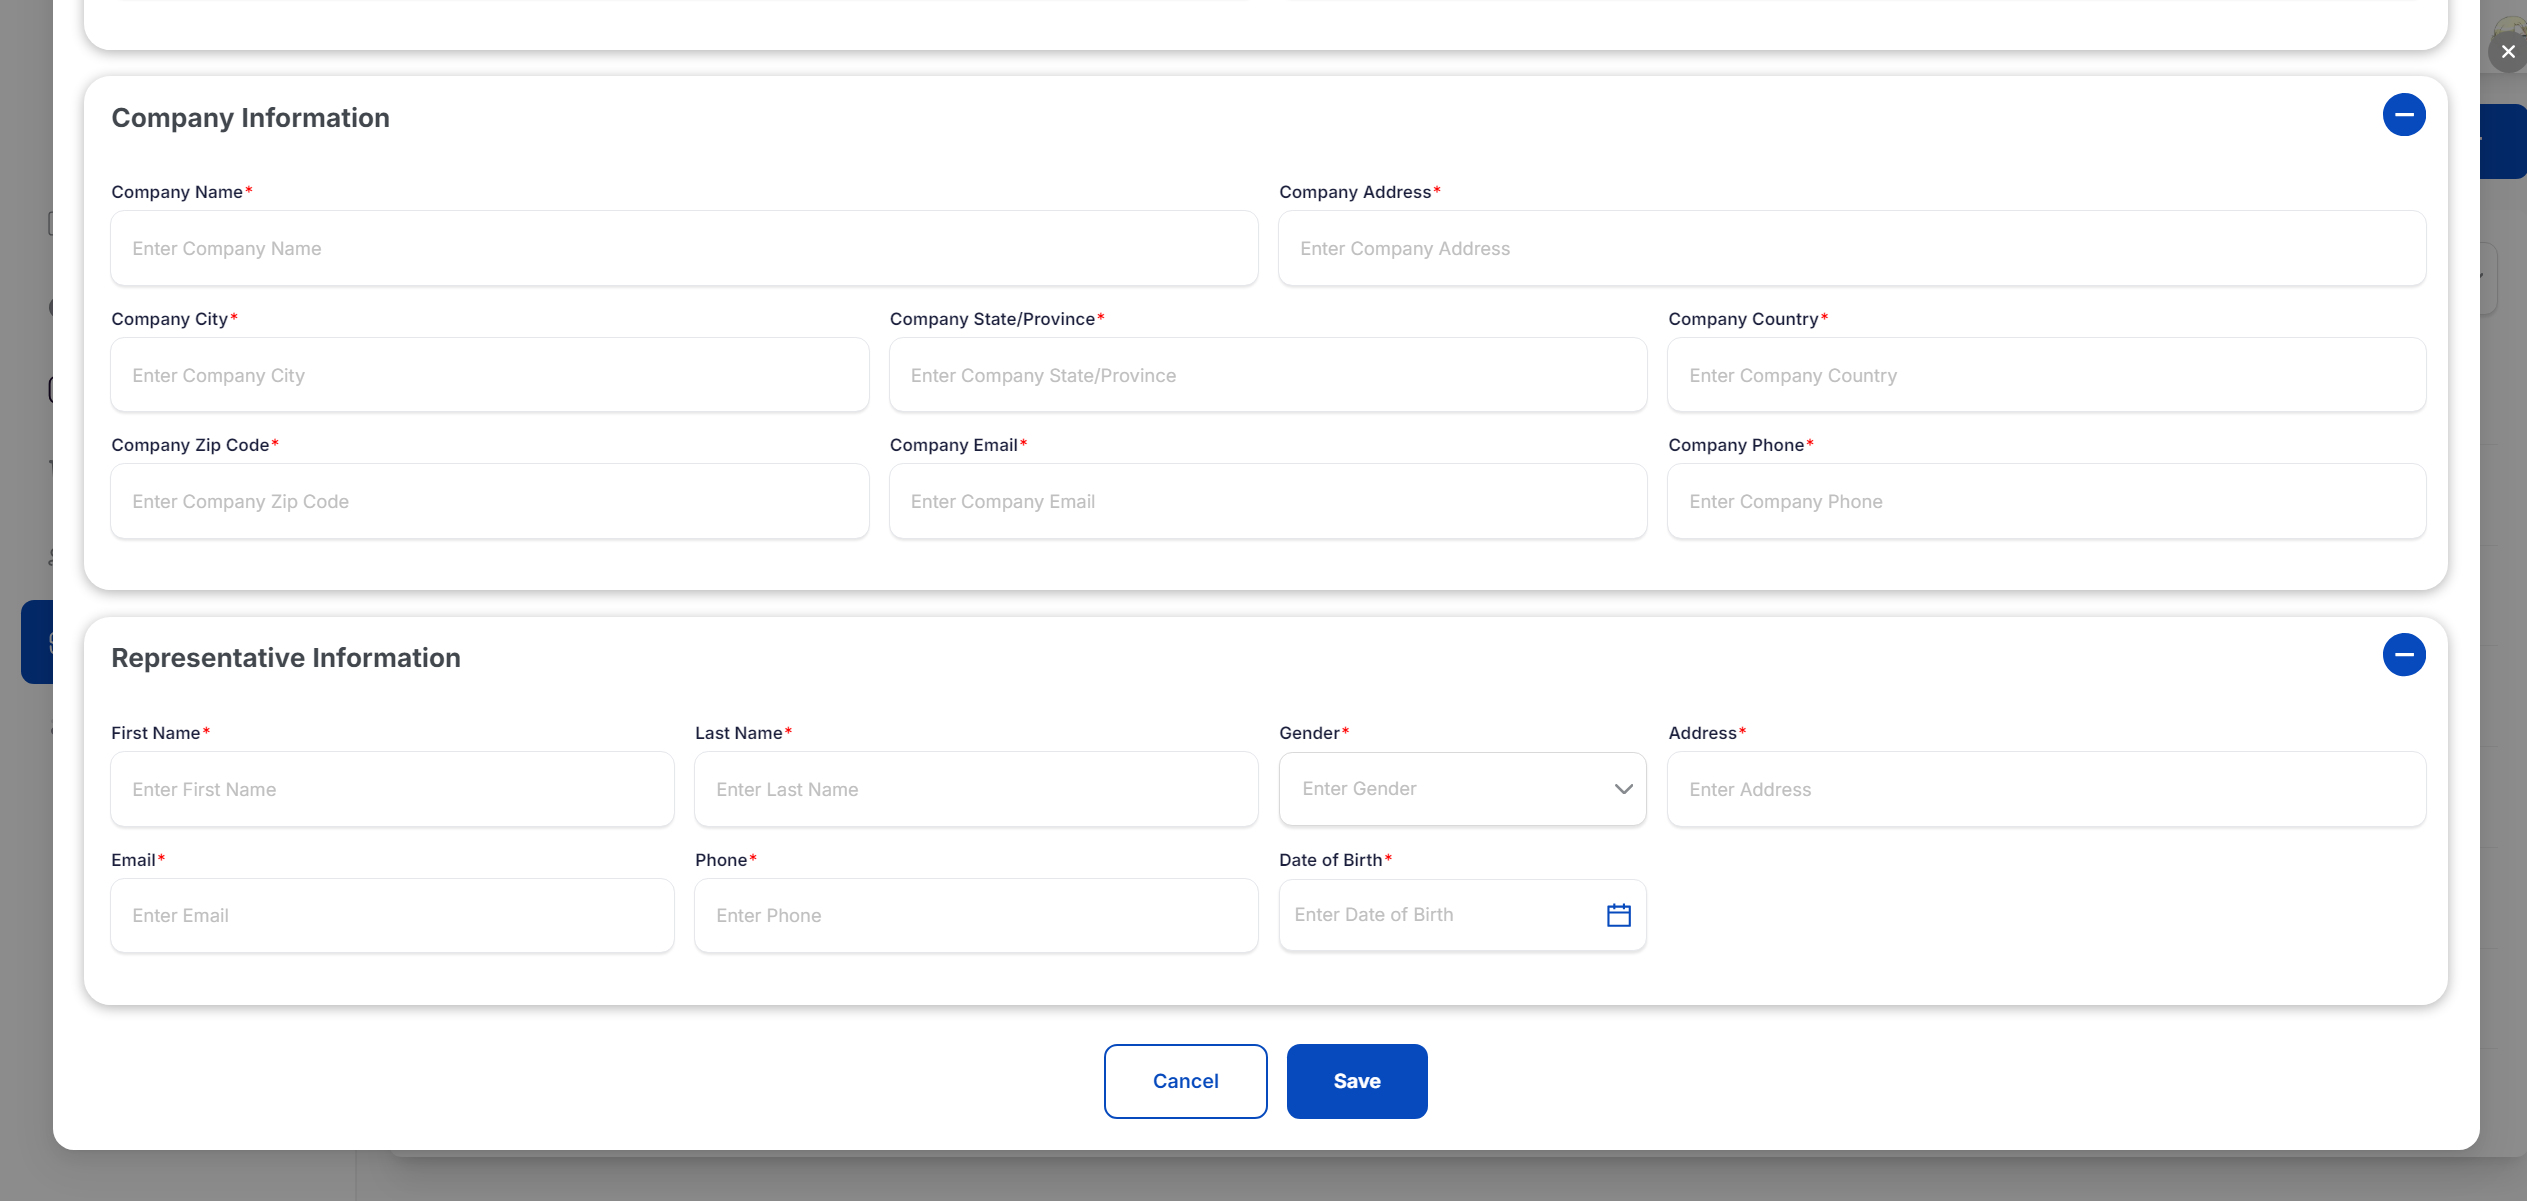 Company Information
Company Name* Company Address*
Enter Company Name Enter Company Address
Company City* Company State/Province* Company Country*
Enter Company City Enter Company State/Province Enter Company Country
Company Zip Code* Company Email* Company Phone*
Enter Company Zip Code Enter Company Email Enter Company Phone
Representative Information
First Name* Last Name* Gender* Address*
Enter First Name Enter Last Name Enter Gender Enter Address
Email* Phone* Date of Birth*
Enter Email Enter Phone Enter Date of Birth
Cancel Save